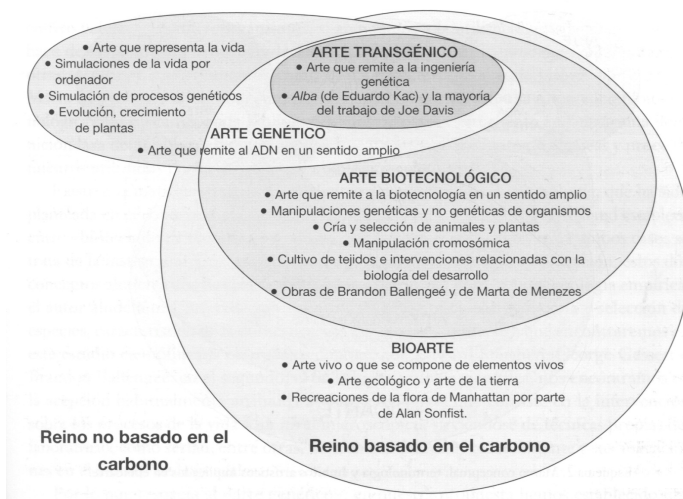 • Arte que representa la vida
• Simulaciones de la vida por
ordenador
• Simulación de procesos genéticos
• Evolución, crecimiento
de plantas
ARTE TRANSGÉNICO
• Arte que remite a la ingeniería
genética
• Alba (de Eduardo Kac) y la mayoría
del trabajo de Joe Davis
ARTE GENÉTICO
• Arte que remite al ADN en un sentido amplio
ARTE BIOTECNOLÓGICO
• Arte que remite a la biotecnología en un sentido amplio
• Manipulaciones genéticas y no genéticas de organismos
• Cría y selección de animales y plantas
• Manipulación cromosómica
• Cultivo de tejidos e intervenciones relacionadas con la
biología del desarrollo
• Obras de Brandon Ballengeé y de Marta de Menezes
BIOARTE
• Arte vivo o que se compone de elementos vivos
• Arte ecológico y arte de la tierra
• Recreaciones de la flora de Manhattan por parte
de Alan Sonfist.
Reino no basado en el
carbono
Reino basado en el carbono